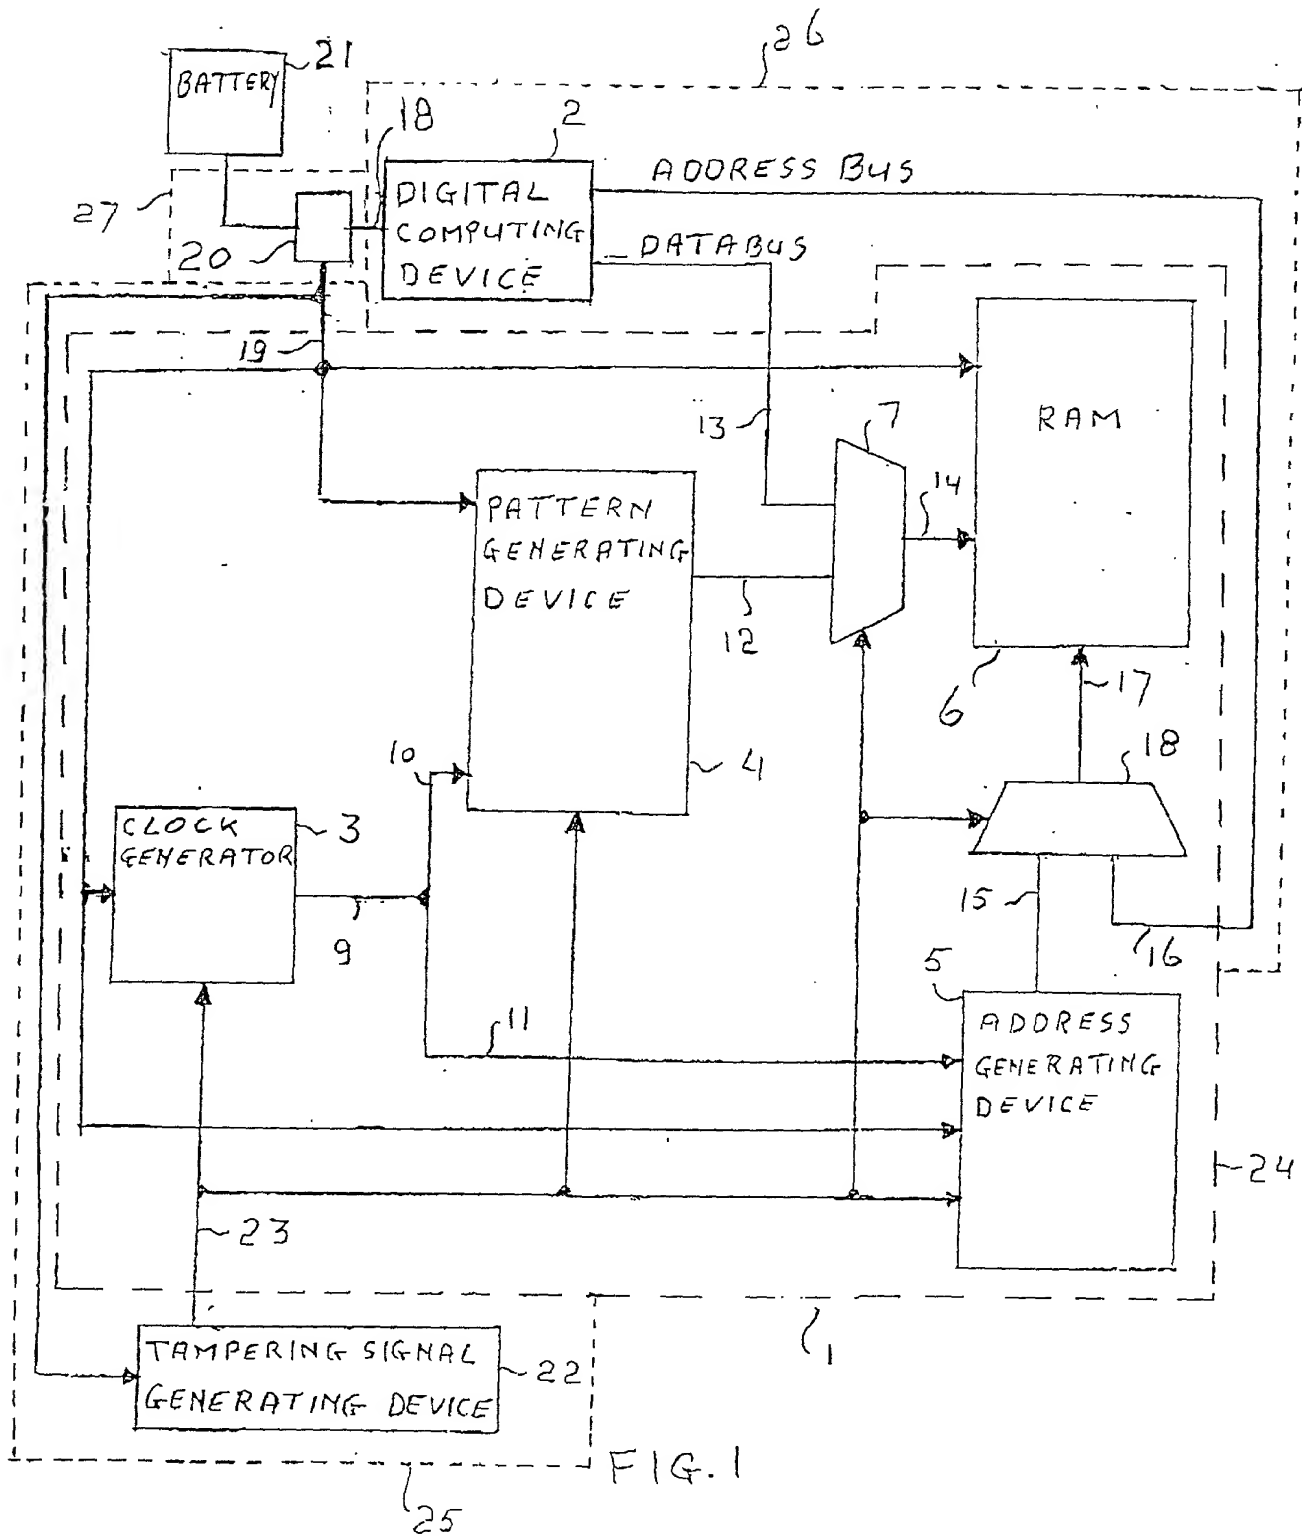 26
21
BATTERY
18
2
ADDRESS BUS
DIGITAL
COMPUTING
DEVICE
27
20
DATABUS
19
RAM
7
13
14
PATTERN
GENERATING
DEVICE
12
6
17
10
4
18
CLOCK
GENERATOR
3
15
9
16
5
11
ADDRESS
GENERATING
DEVICE
24
23
1
TAMPERING SIGNAL
GENERATING DEVICE
22
FIG. 1
25